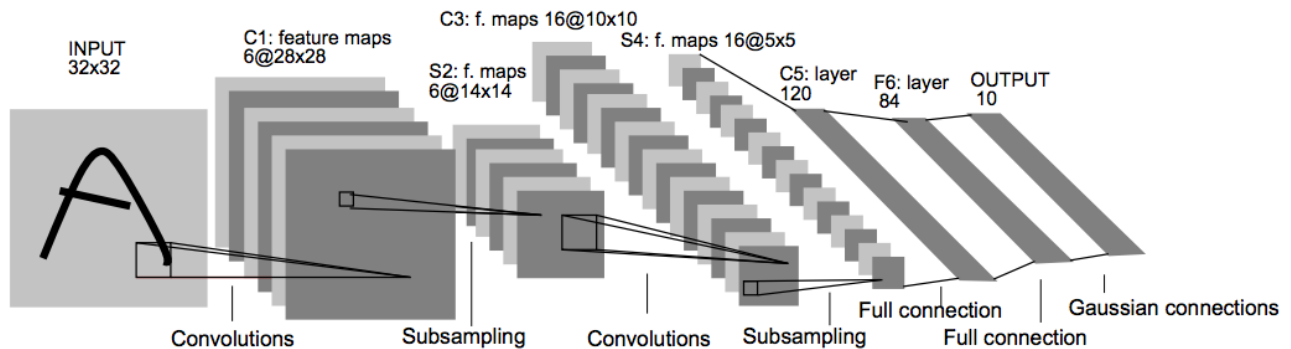 INPUT
32x32
C1: feature maps
6@28x28
S2: f. maps
6@14x14
C3: f. maps 16@10x10
S4: f. maps 16@5x5
C5: layer
120
F6: layer
84
OUTPUT
10
Convolutions
Subsampling
Convolutions
Subsampling
Full connection
Full connection
Gaussian connections